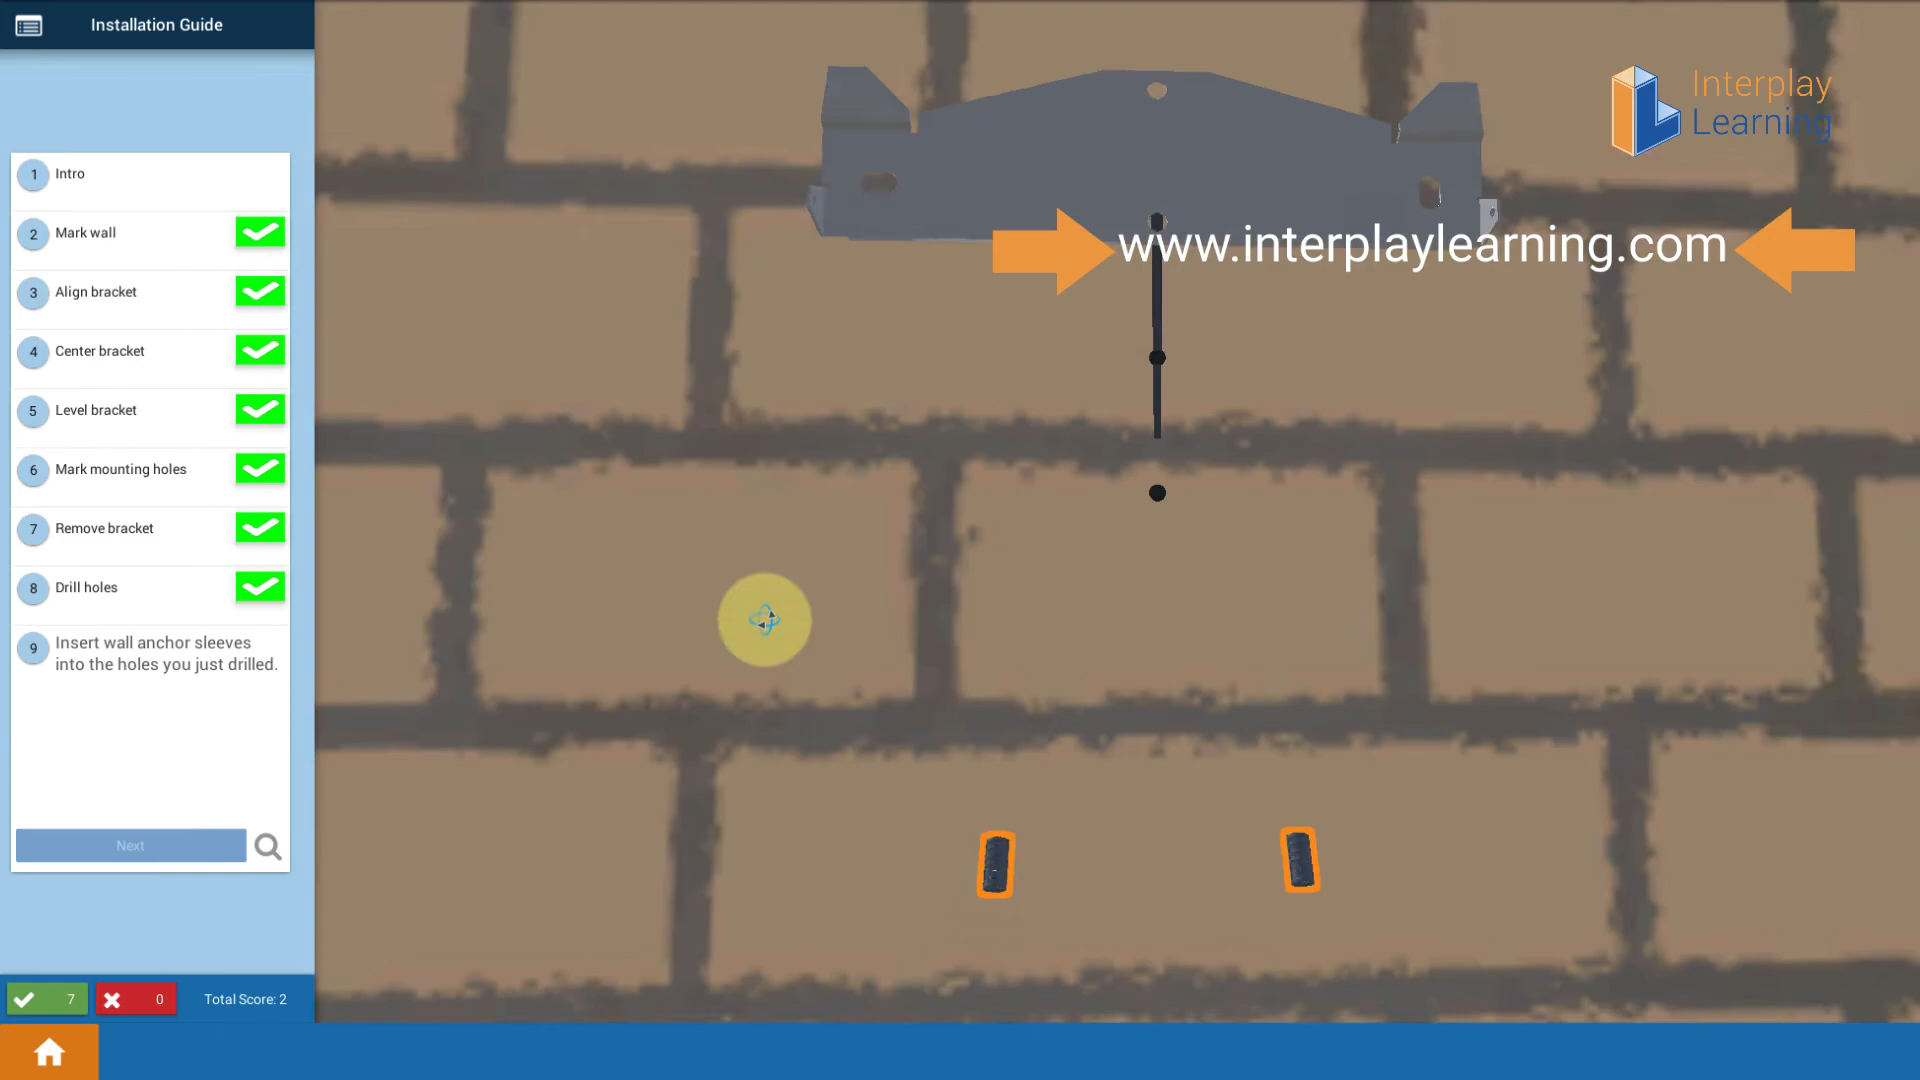 Installation Guide
1 Intro
2 Mark wall
3 Align bracket
4 Center bracket
5 Level bracket
6 Mark mounting holes
7 Remove bracket
8 Drill holes
9 Insert wall anchor sleeves
into the holes you just drilled.
Next
7 0 Total Score: 2
Interplay
Learning
www.interplaylearning.com